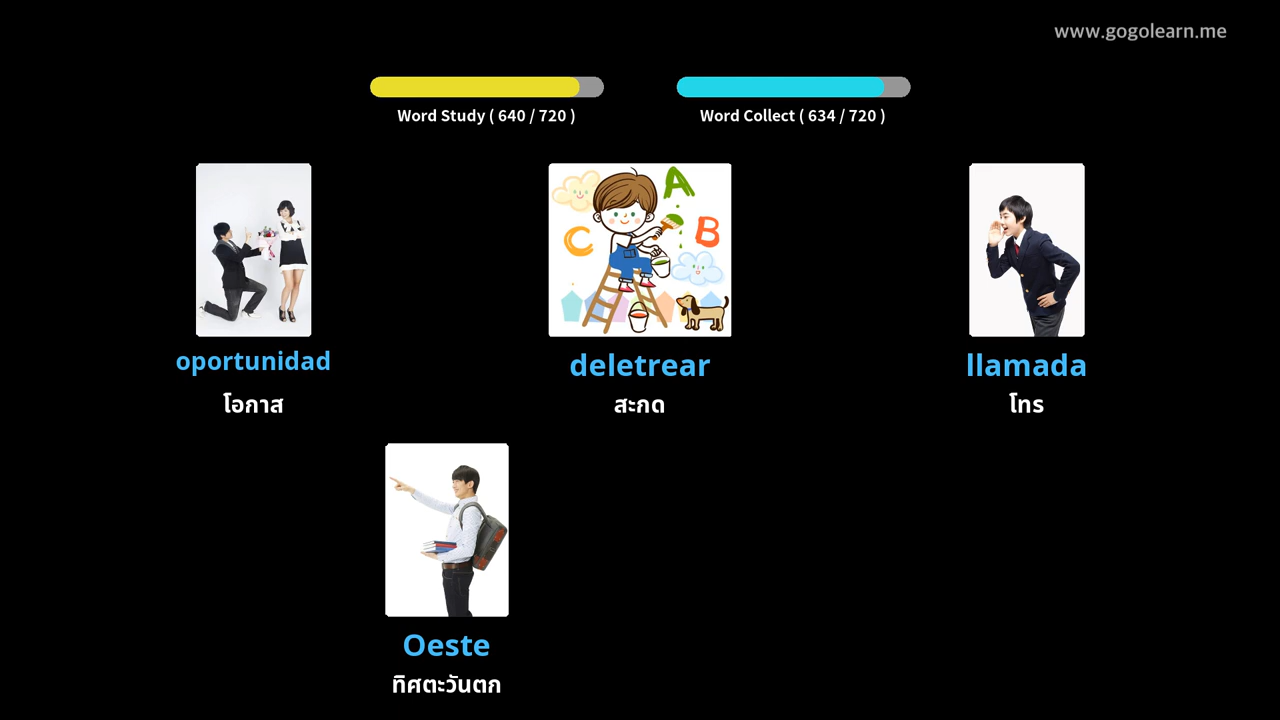 www.gogolearn.me
Word Study ( 640 / 720 )
Word Collect ( 634 / 720 )
A
B
C
oportunidad
deletrear
llamada
โอกาส
สะกด
โทร
Oeste
ทิศตะวันตก